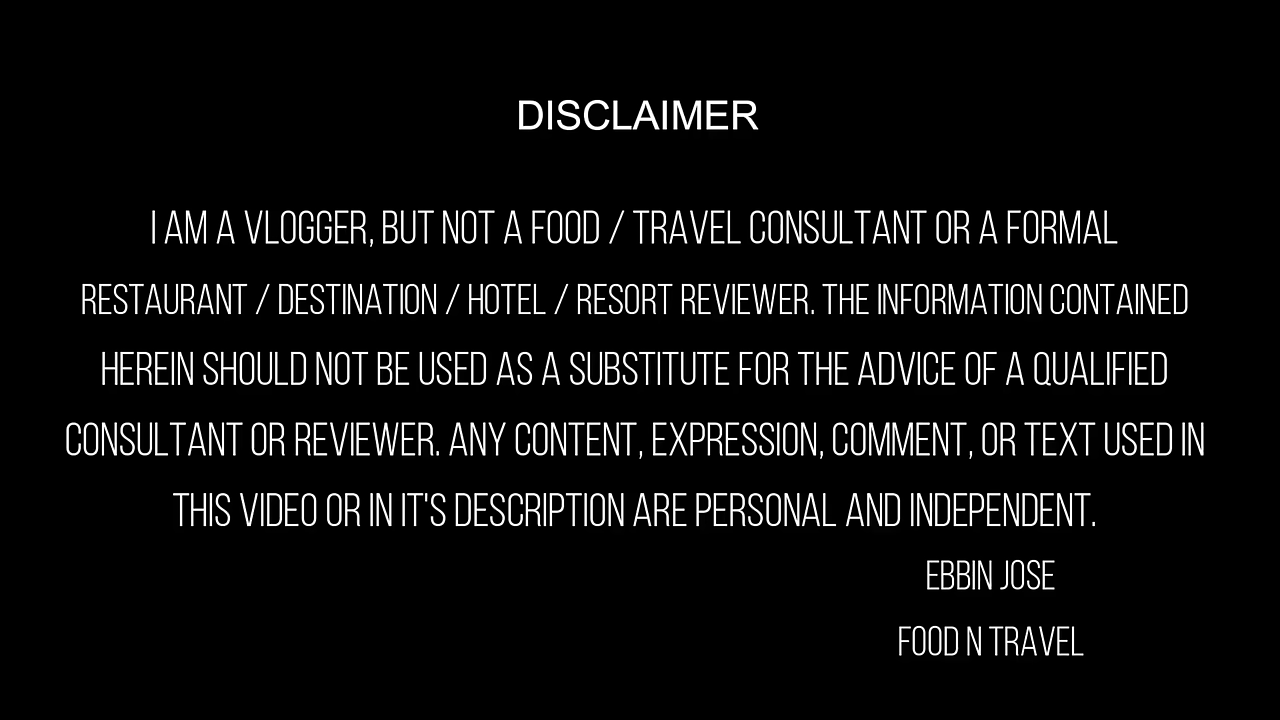 DISCLAIMER
I AM A VLOGGER, BUT NOT A FOOD / TRAVEL CONSULTANT OR A FORMAL
RESTAURANT / DESTINATION / HOTEL / RESORT REVIEWER. THE INFORMATION CONTAINED
HEREIN SHOULD NOT BE USED AS A SUBSTITUTE FOR THE ADVICE OF A QUALIFIED
CONSULTANT OR REVIEWER. ANY CONTENT, EXPRESSION, COMMENT, OR TEXT USED IN
THIS VIDEO OR IN IT'S DESCRIPTION ARE PERSONAL AND INDEPENDENT.
EBBIN JOSE
FOOD N TRAVEL